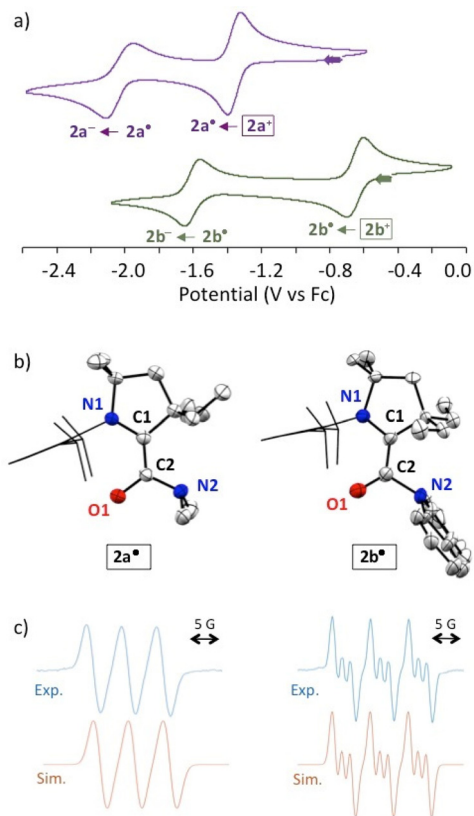 a)
2a⁻ ← 2a• 2a• ← 2a⁺
2b⁻ ← 2b• 2b• ← 2b⁺
-2.4 -2.0 -1.6 -1.2 -0.8 -0.4 0.0
Potential (V vs Fc)
b)
N1 C1 N1 C1
C2 C2
N2 N2
O1 O1
2a• 2b•
c) 5 G 5 G
Exp. Exp.
Sim. Sim.